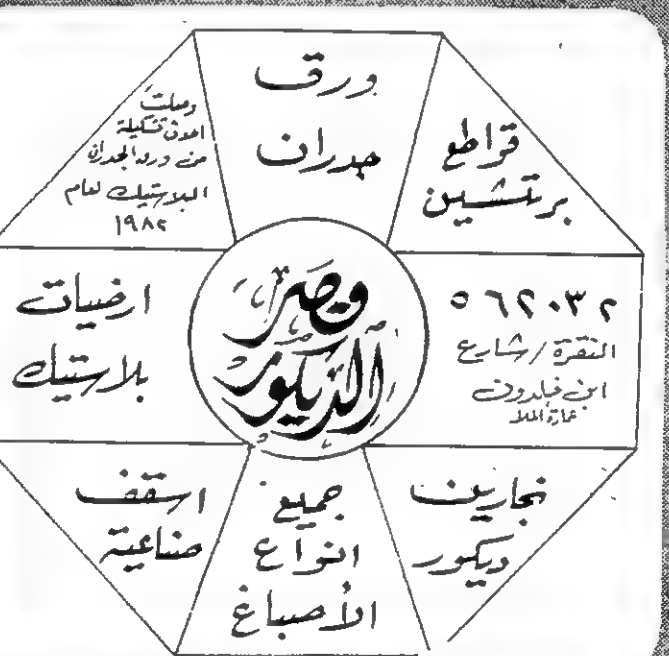 ورق
جدران
قواطع
برتشين
٥٦٢٠٣٢
النقرة / شارع
ابن خلدون
عمارة الملا
نجارين
ديكور
جميع
انواع
الأصباغ
اسقف
صناعية
ارضيات
بلاستيك
وصلت
احدث تشكيلة
من ورق الجدران
البلاستيك لعام
١٩٨٢
قصر
الديكور